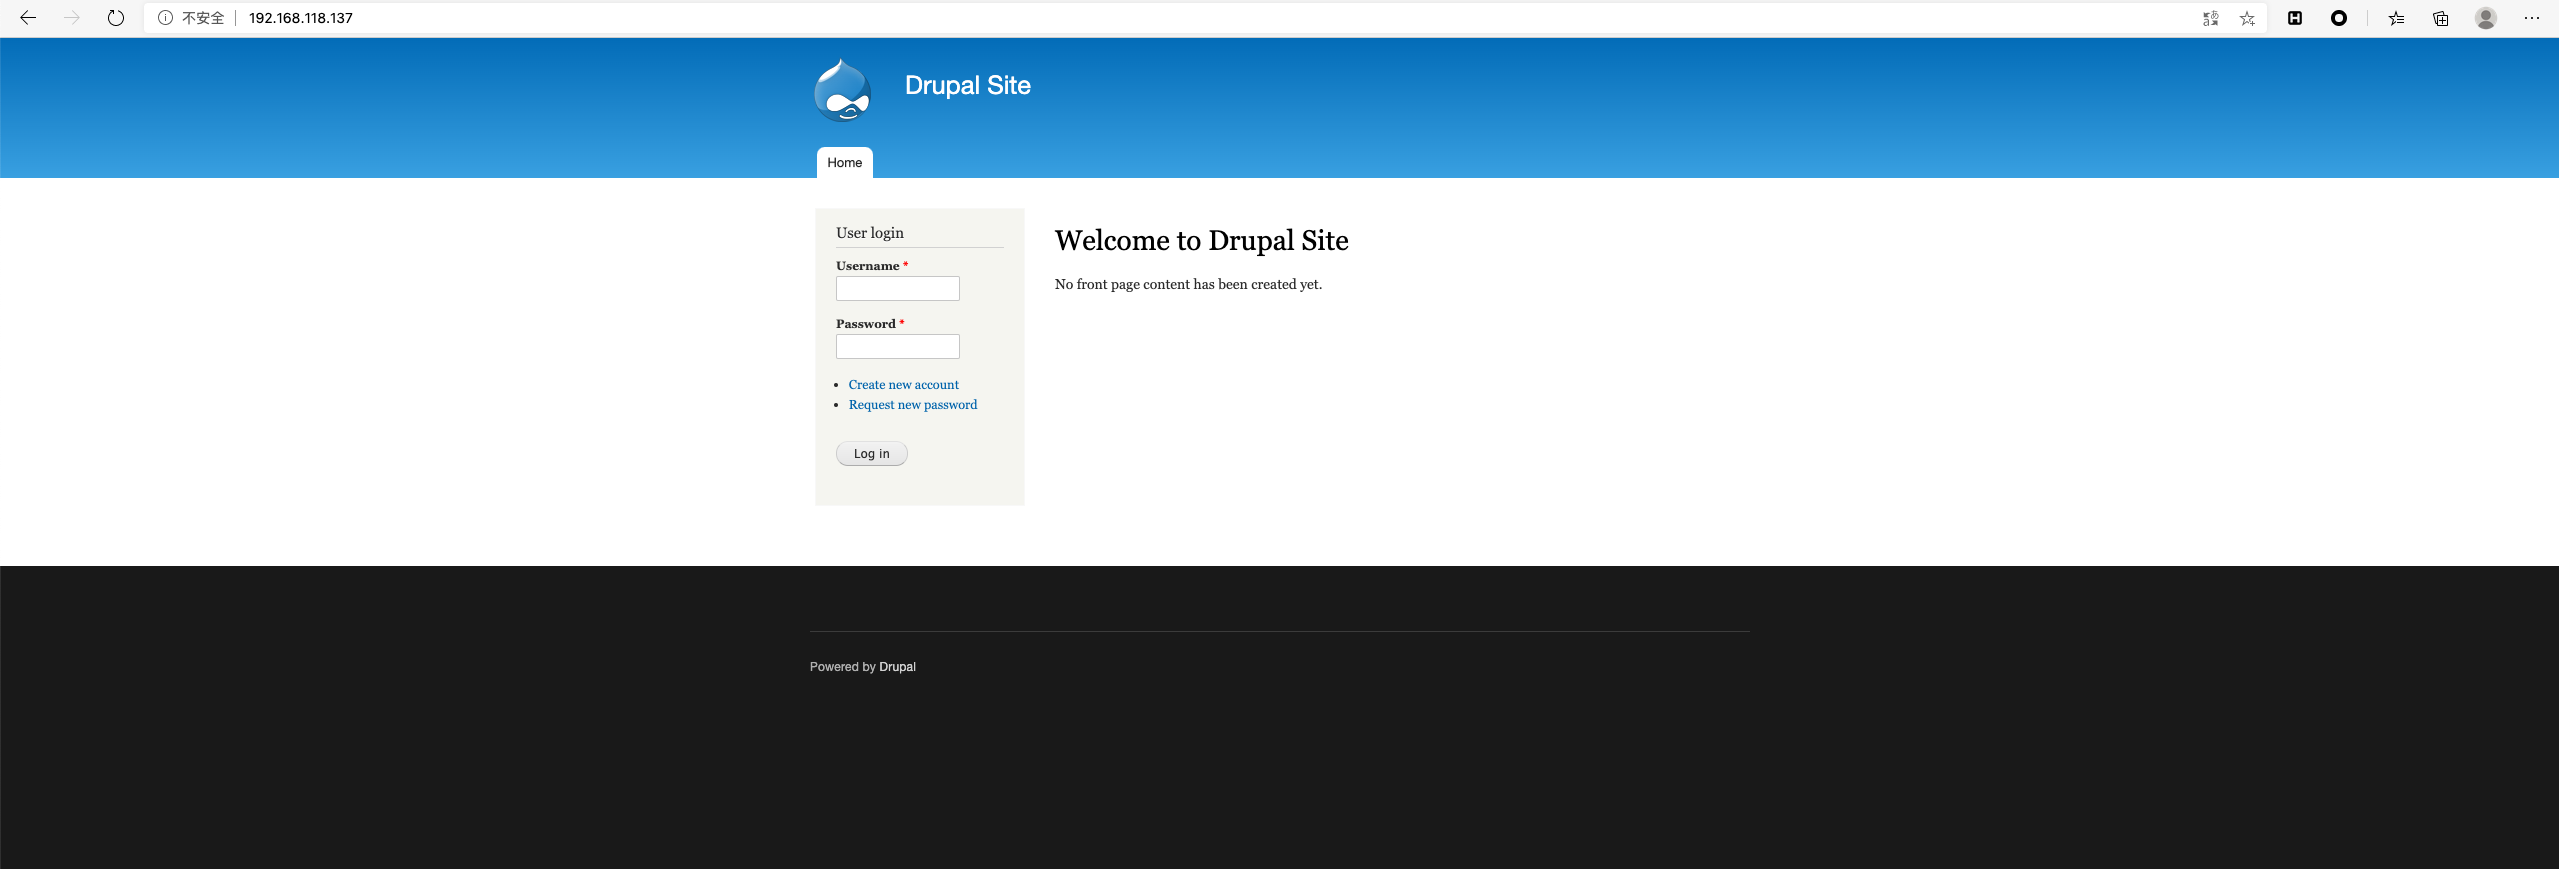 不安全 192.168.118.137
Drupal Site
Home
User login
Username *
Password *
Create new account
Request new password
Log in
Welcome to Drupal Site
No front page content has been created yet.
Powered by Drupal